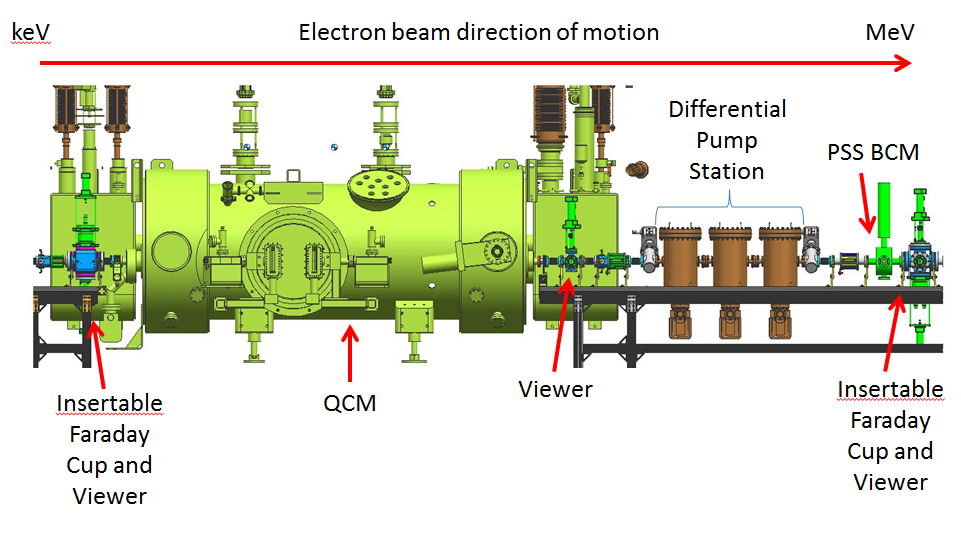 keV
Electron beam direction of motion
MeV
Differential
Pump
Station
PSS BCM
Insertable
Faraday
Cup and
Viewer
QCM
Viewer
Insertable
Faraday
Cup and
Viewer